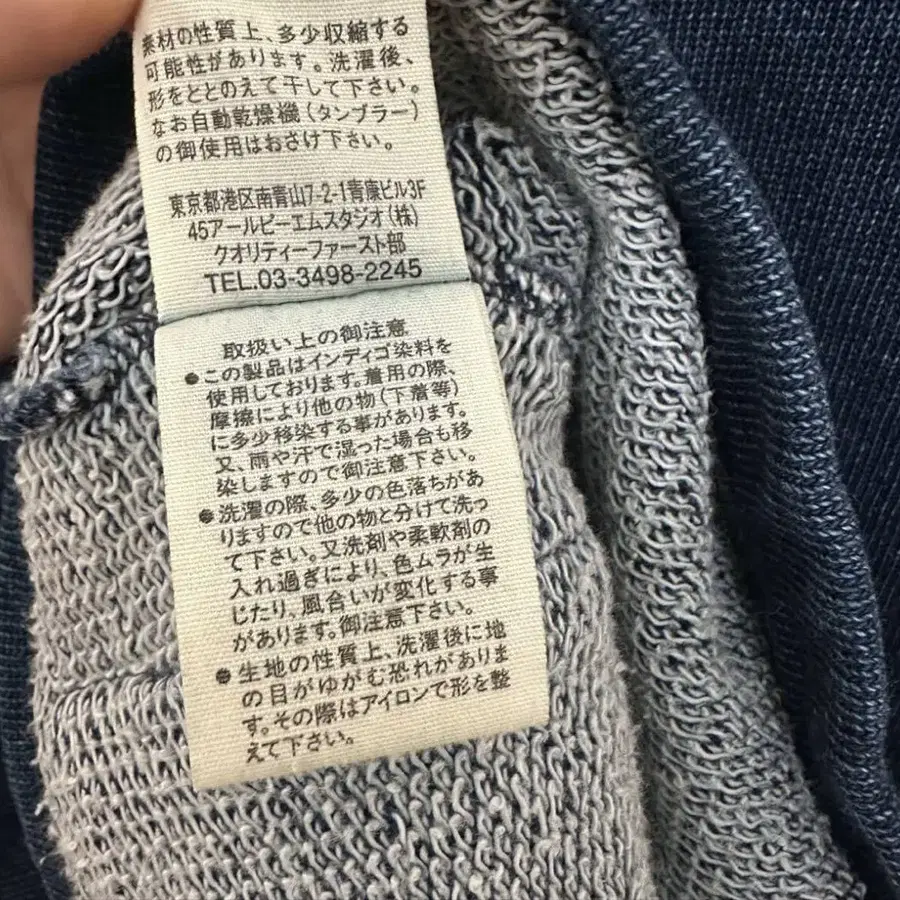 素材の性質上、多少収縮する
可能性があります。洗濯後、
形をととのえて干して下さい。
なお自動乾燥機(タンブラー)
の御使用はおさけ下さい。
東京都港区南青山7-2-1青康ビル3F
45アールピーエムスタジオ(株)
クオリティーファースト部
TEL.03-3498-2245
取扱い上の御注意
●この製品はインディゴ染料を
使用しております。着用の際、
摩擦により他の物(下着等)
に多少移染する事があります。
又、雨や汗で湿った場合も移
染しますので御注意下さい。
●洗濯の際、多少の色落ちがあ
りますので他の物と分けて洗っ
て下さい。又洗剤や柔軟剤の
入れ過ぎにより、色ムラが生
じたり、風合いが変化する事
があります。御注意下さい。
●生地の性質上、洗濯後に地
の目がゆがむ恐れがありま
す。その際はアイロンで形を整
えて下さい。